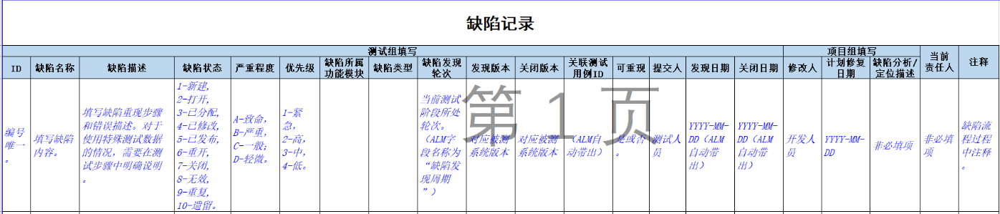 缺陷记录
测试组填写
项目组填写
当前
责任人
注释
ID
缺陷名称
缺陷描述
缺陷状态
严重程度
优先级
缺陷所属
功能模块
缺陷类型
缺陷发现
轮次
发现版本
关闭版本
关联测试
用例ID
可重现
提交人
发现日期
关闭日期
修改人
计划修复
日期
缺陷分析/
定位描述
编号
唯一
。
填写缺陷
内容。
填写缺陷重现步骤
和错误描述。对于
使用特殊测试数据
的情况，需要在测
试步骤中明确说明
。
1-新建,
2-打开,
3-已分配,
4-已修改,
5-已发布,
6-重开,
7-关闭,
8-无效,
9-重复,
10-遗留。
A-致命,
B-严重,
C-一般；
D-轻微。
1-紧
急，
2-高,
3-中，
4-低。
当前测试
阶段所处
轮次。
（ALM字
段名称为
“缺陷发
现周期
”）
对应被测
系统版本
对应被测
系统版本
（ALM自
动带出）
是或否
。
测试人
员
YYYY-MM-
DD（ALM
自动带
出）
YYYY-MM-
DD（ALM
自动带
出）
开发人
员
YYYY-MM-
DD
非必填项
非必填
项
缺陷流
程过程
中注释
。
第 1 页